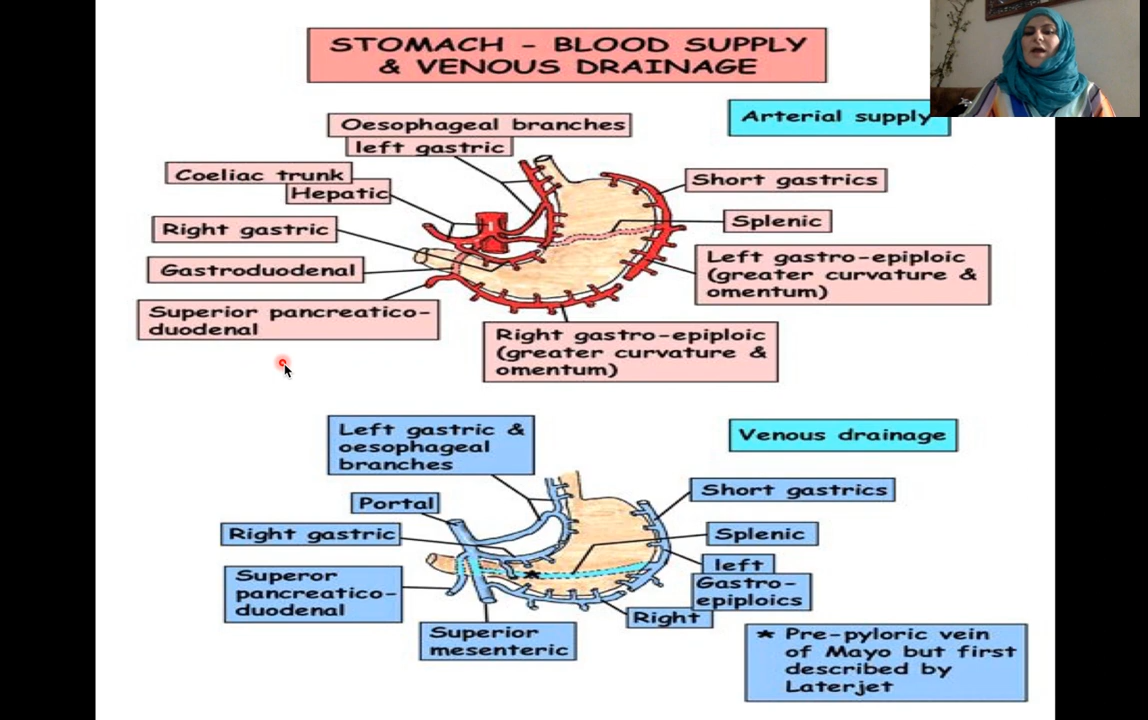 STOMACH - BLOOD SUPPLY
& VENOUS DRAINAGE
Arterial supply
Oesophageal branches
left gastric
Coeliac trunk
Hepatic
Right gastric
Gastroduodenal
Superior pancreatico-
duodenal
Short gastrics
Splenic
Left gastro-epiploic
(greater curvature &
omentum)
Right gastro-epiploic
(greater curvature &
omentum)
Venous drainage
Left gastric &
oesophageal
branches
Portal
Right gastric
Superor
pancreatico-
duodenal
Superior
mesenteric
Short gastrics
Splenic
left
Gastro-
epiploics
Right
* Pre-pyloric vein
of Mayo but first
described by
Laterjet